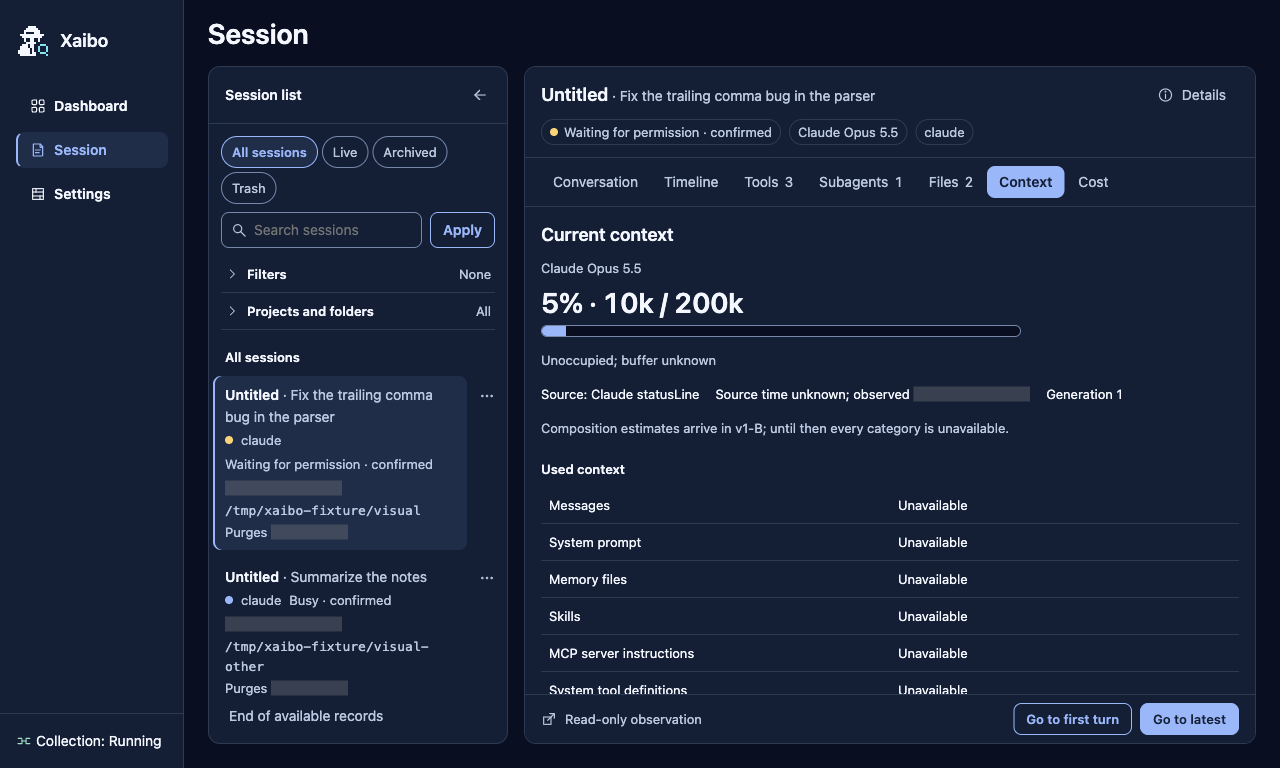 Xaibo
Dashboard
Session
Settings
Collection: Running
Session
Session list
All sessions
Live
Archived
Trash
Search sessions
Apply
Filters
None
Projects and folders
All
All sessions
Untitled · Fix the trailing comma
bug in the parser
claude
Waiting for permission · confirmed
/tmp/xaibo-fixture/visual
Purges
Untitled · Summarize the notes
claude Busy · confirmed
/tmp/xaibo-fixture/visual-
other
Purges
End of available records
Untitled · Fix the trailing comma bug in the parser
Details
Waiting for permission · confirmed
Claude Opus 5.5
claude
Conversation
Timeline
Tools 3
Subagents 1
Files 2
Context
Cost
Current context
Claude Opus 5.5
5% · 10k / 200k
Unoccupied; buffer unknown
Source: Claude statusLine
Source time unknown; observed
Generation 1
Composition estimates arrive in v1-B; until then every category is unavailable.
Used context
Messages Unavailable
System prompt Unavailable
Memory files Unavailable
Skills Unavailable
MCP server instructions Unavailable
System tool definitions Unavailable
Read-only observation
Go to first turn
Go to latest